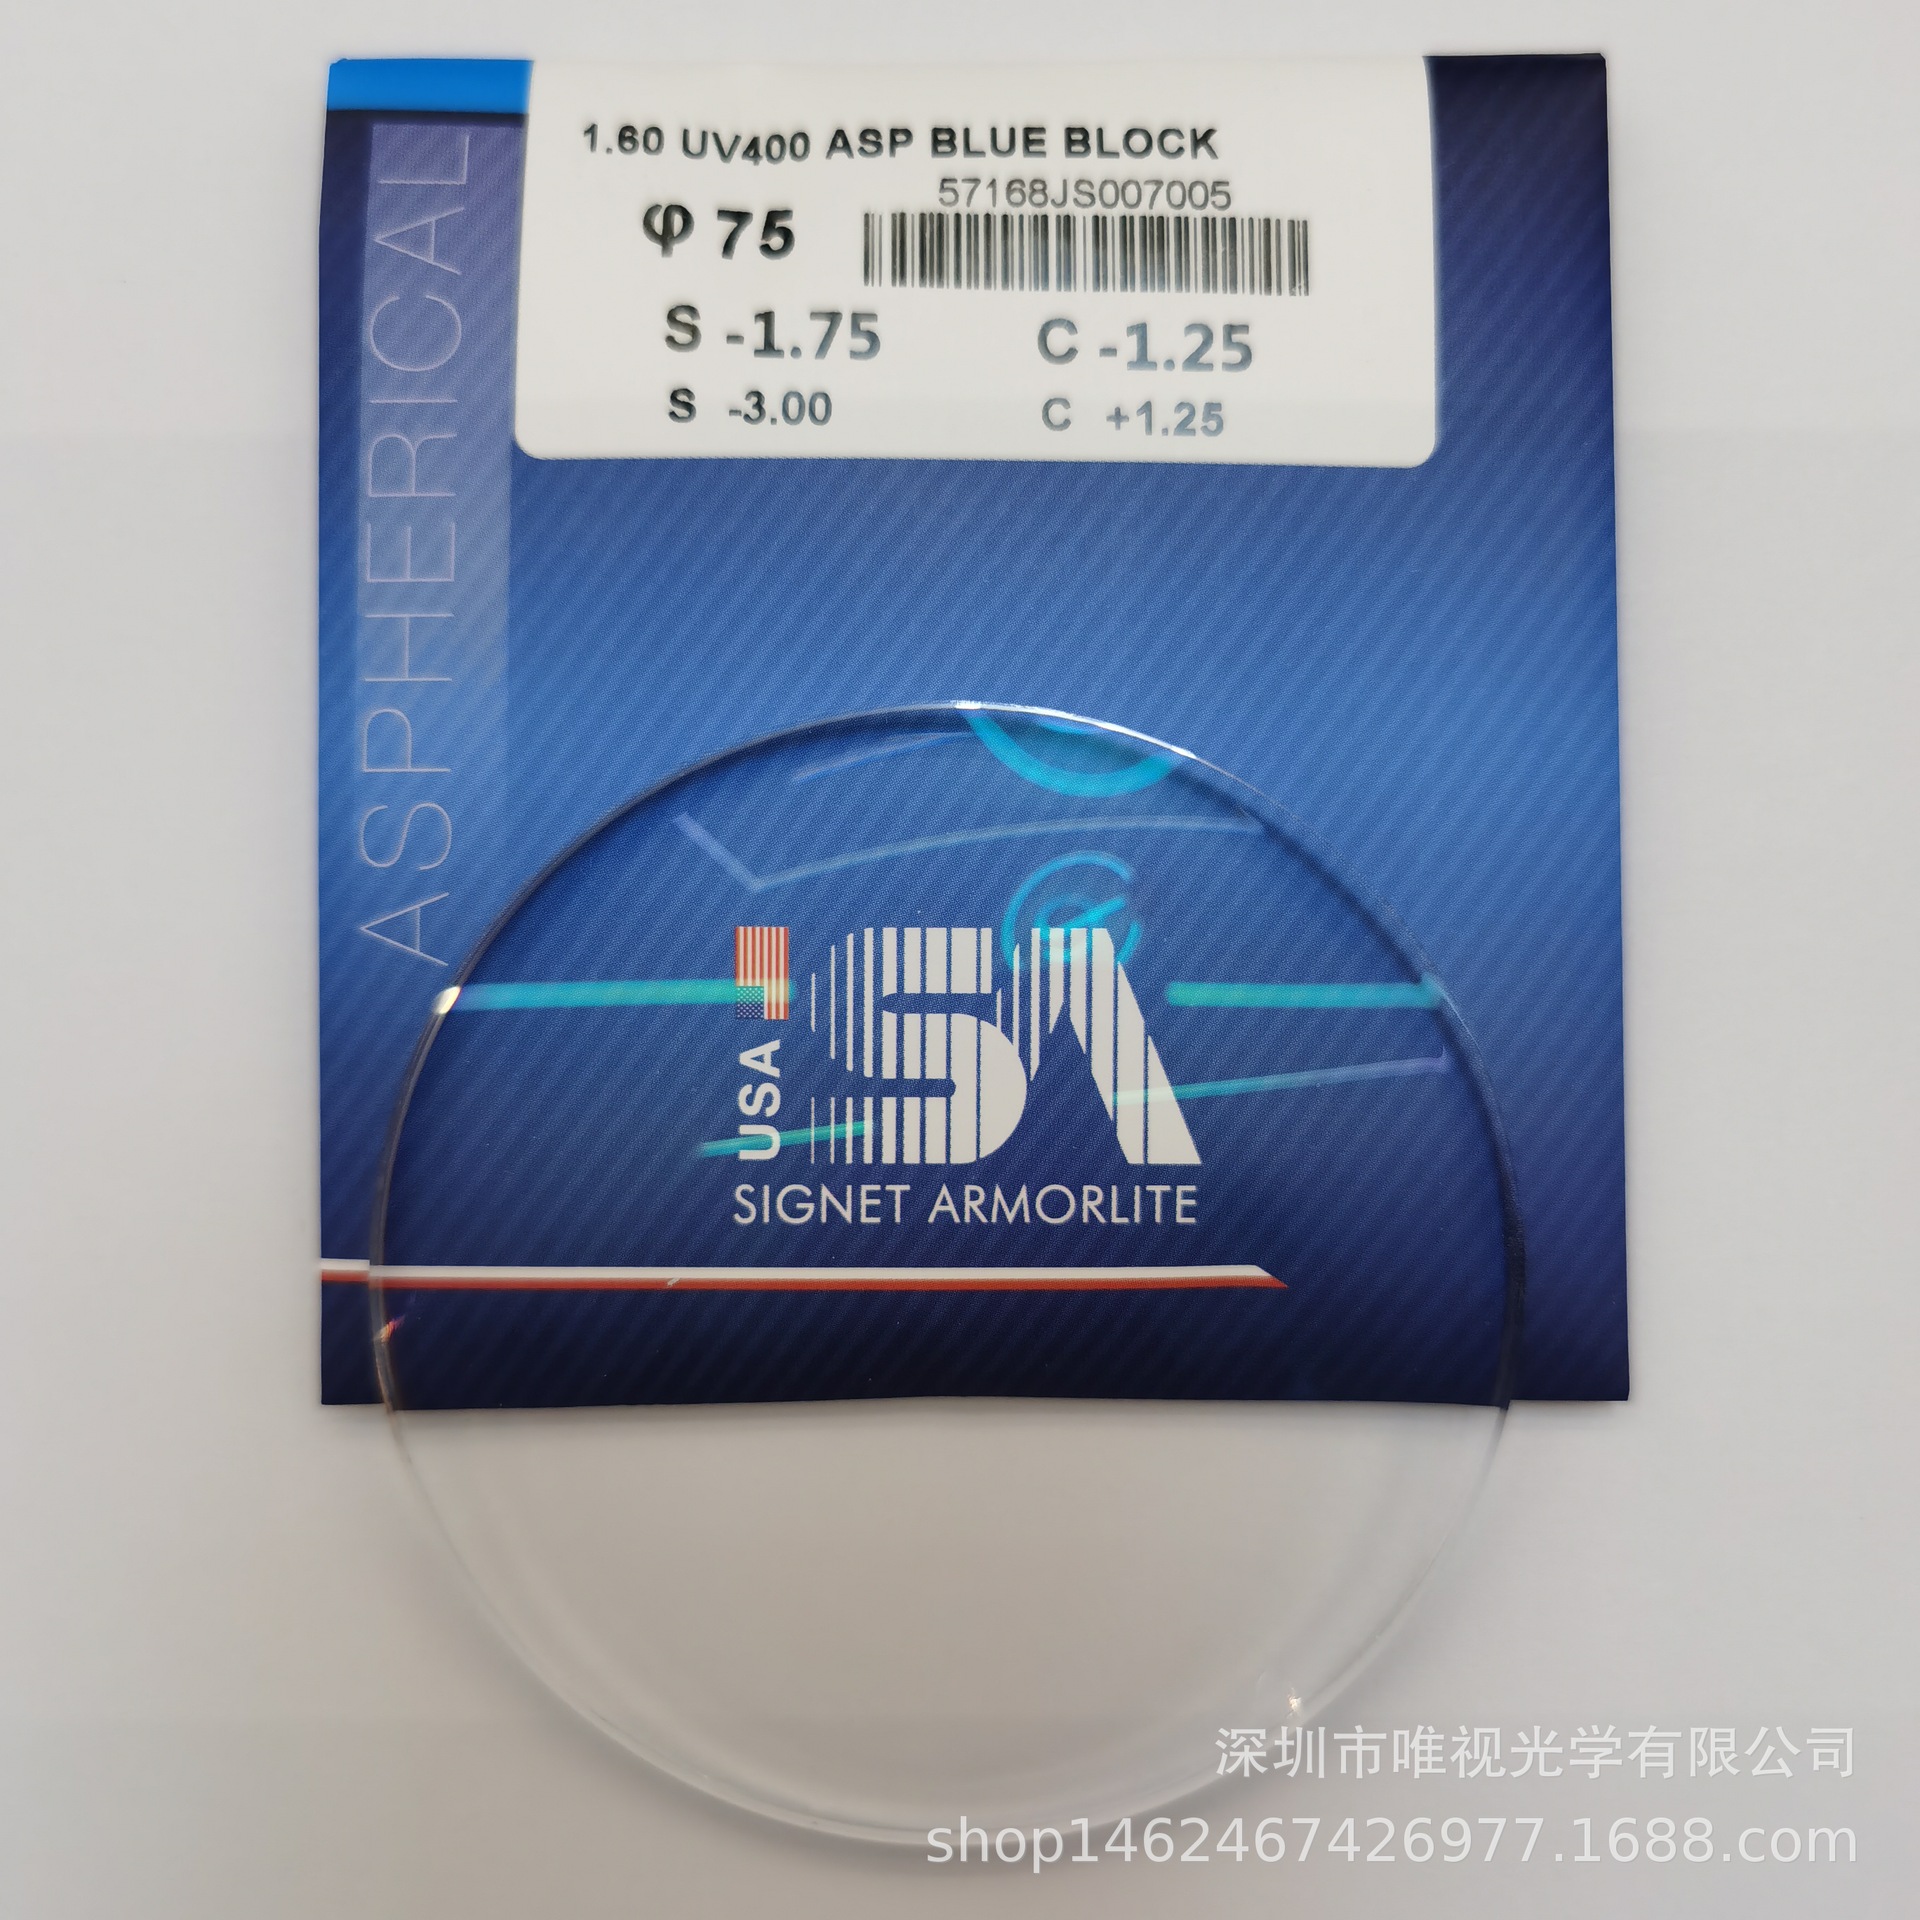 1.60 UV400 ASP BLUE BLOCK
57168JS007005
φ 75
S -1.75 C -1.25
S -3.00 C +1.25
ASPHERICAL
USA
SA
SIGNET ARMORLITE
深圳市唯视光学有限公司
shop1462467426977.1688.com